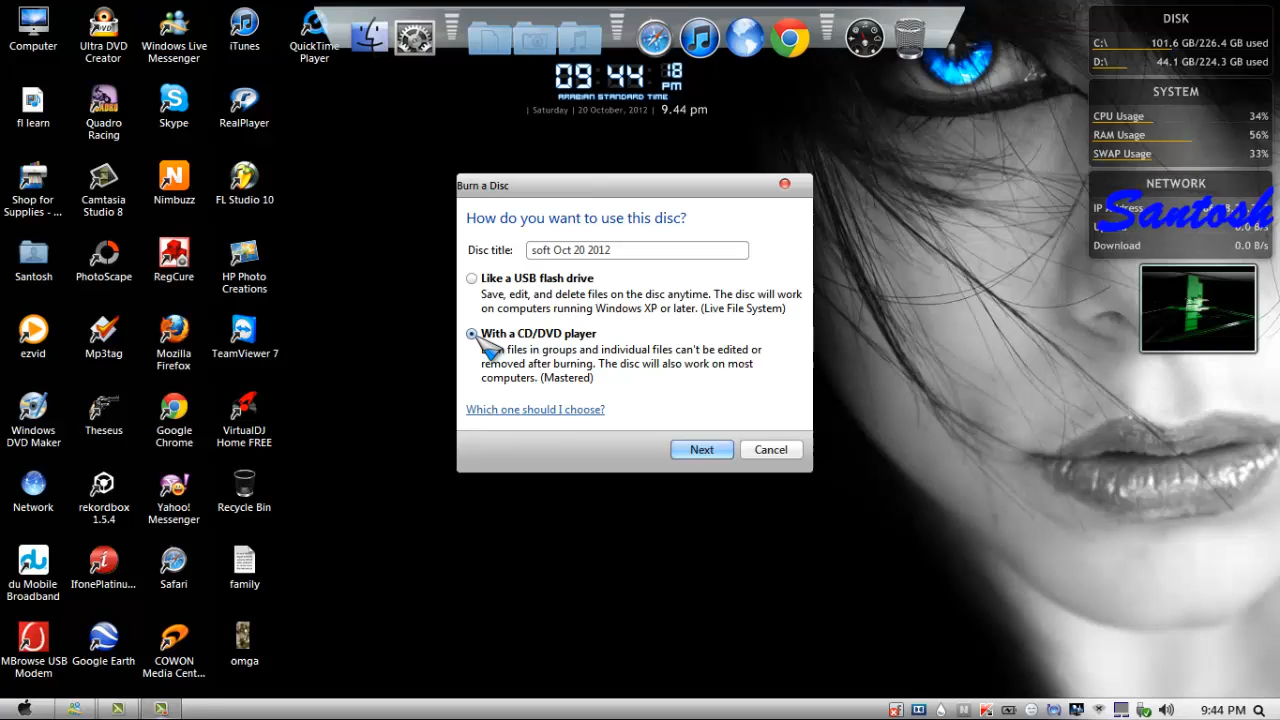 Computer
Ultra DVD
Creator
Windows Live
Messenger
iTunes
QuickTime
Player
fl learn
Quadro
Racing
Skype
RealPlayer
Shop for
Supplies - ...
Camtasia
Studio 8
Nimbuzz
FL Studio 10
Santosh
PhotoScape
RegCure
HP Photo
Creations
ezvid
Mp3tag
Mozilla
Firefox
TeamViewer 7
Windows
DVD Maker
Theseus
Google
Chrome
VirtualDJ
Home FREE
Network
rekordbox
1.5.4
Yahoo!
Messenger
Recycle Bin
du Mobile
Broadband
IfonePlatinu...
Safari
family
MBrowse USB
Modem
Google Earth
COWON
Media Cent...
omga
09:44 18 PM
ARABIAN STANDARD TIME
| Saturday | 20 October, 2012 | 9.44 pm
Burn a Disc
How do you want to use this disc?
Disc title: soft Oct 20 2012
Like a USB flash drive
Save, edit, and delete files on the disc anytime. The disc will work
on computers running Windows XP or later. (Live File System)
With a CD/DVD player
files in groups and individual files can't be edited or
removed after burning. The disc will also work on most
computers. (Mastered)
Which one should I choose?
Next
Cancel
DISK
C:\ 101.6 GB/226.4 GB used
D:\ 44.1 GB/224.3 GB used
SYSTEM
CPU Usage 34%
RAM Usage 56%
SWAP Usage 33%
NETWORK
IP Address
Santosh
0.0 B/s
Download 0.0 B/s
9:44 PM